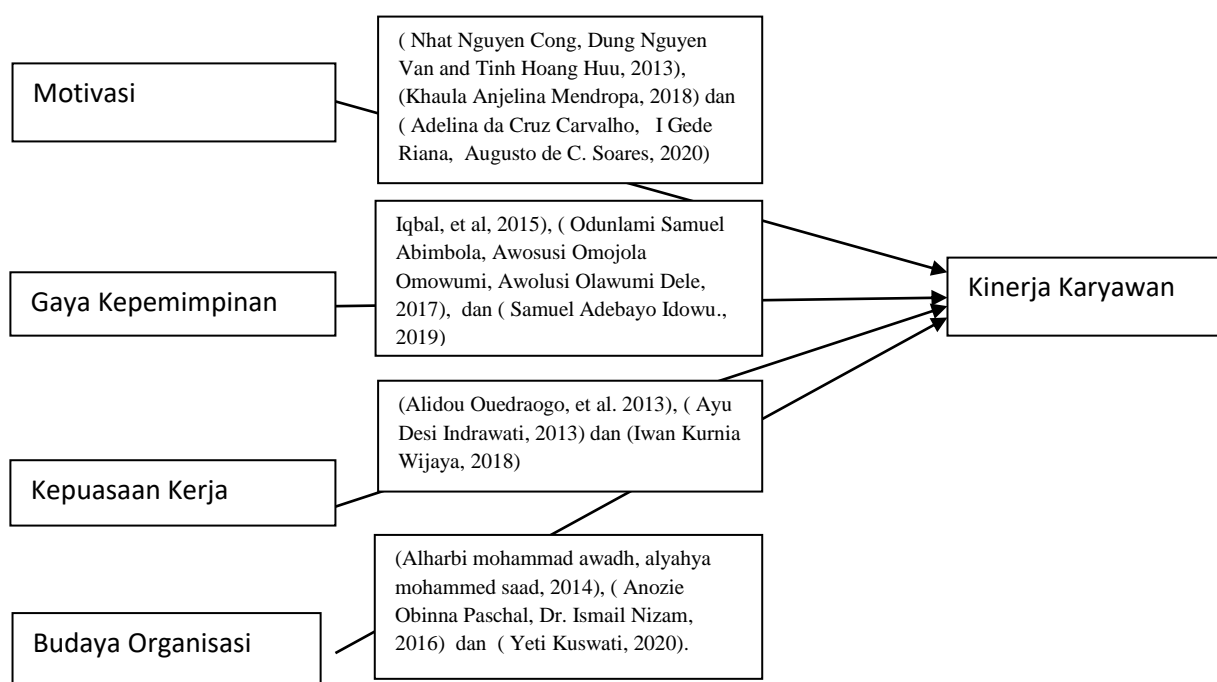 Motivasi
( Nhat Nguyen Cong, Dung Nguyen
Van and Tinh Hoang Huu, 2013),
(Khaula Anjelina Mendropa, 2018) dan
( Adelina da Cruz Carvalho, I Gede
Riana, Augusto de C. Soares, 2020)
Gaya Kepemimpinan
Iqbal, et al, 2015), ( Odunlami Samuel
Abimbola, Awosusi Omojola
Omowumi, Awolusi Olawumi Dele,
2017), dan ( Samuel Adebayo Idowu.,
2019)
Kinerja Karyawan
Kepuasaan Kerja
(Alidou Ouedraogo, et al. 2013), ( Ayu
Desi Indrawati, 2013) dan (Iwan Kurnia
Wijaya, 2018)
Budaya Organisasi
(Alharbi mohammad awadh, alyahya
mohammed saad, 2014), ( Anozie
Obinna Paschal, Dr. Ismail Nizam,
2016) dan ( Yeti Kuswati, 2020).